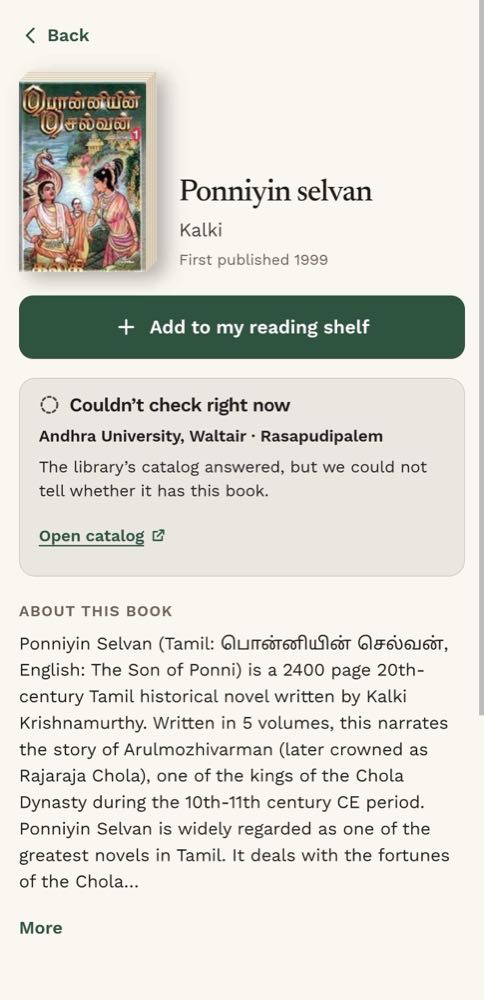 Back
பொன்னியின்
செல்வன்
1
Ponniyin selvan
Kalki
First published 1999
+ Add to my reading shelf
Couldn’t check right now
Andhra University, Waltair · Rasapudipalem
The library’s catalog answered, but we could not
tell whether it has this book.
Open catalog
ABOUT THIS BOOK
Ponniyin Selvan (Tamil: பொன்னியின் செல்வன்,
English: The Son of Ponni) is a 2400 page 20th-
century Tamil historical novel written by Kalki
Krishnamurthy. Written in 5 volumes, this narrates
the story of Arulmozhivarman (later crowned as
Rajaraja Chola), one of the kings of the Chola
Dynasty during the 10th-11th century CE period.
Ponniyin Selvan is widely regarded as one of the
greatest novels in Tamil. It deals with the fortunes
of the Chola...
More